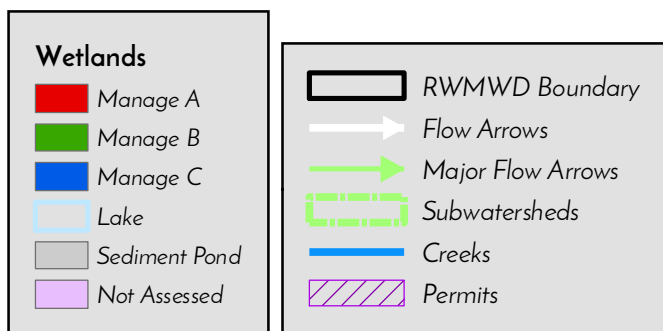 Wetlands
Manage A
Manage B
Manage C
Lake
Sediment Pond
Not Assessed
RWMWD Boundary
Flow Arrows
Major Flow Arrows
Subwatersheds
Creeks
Permits